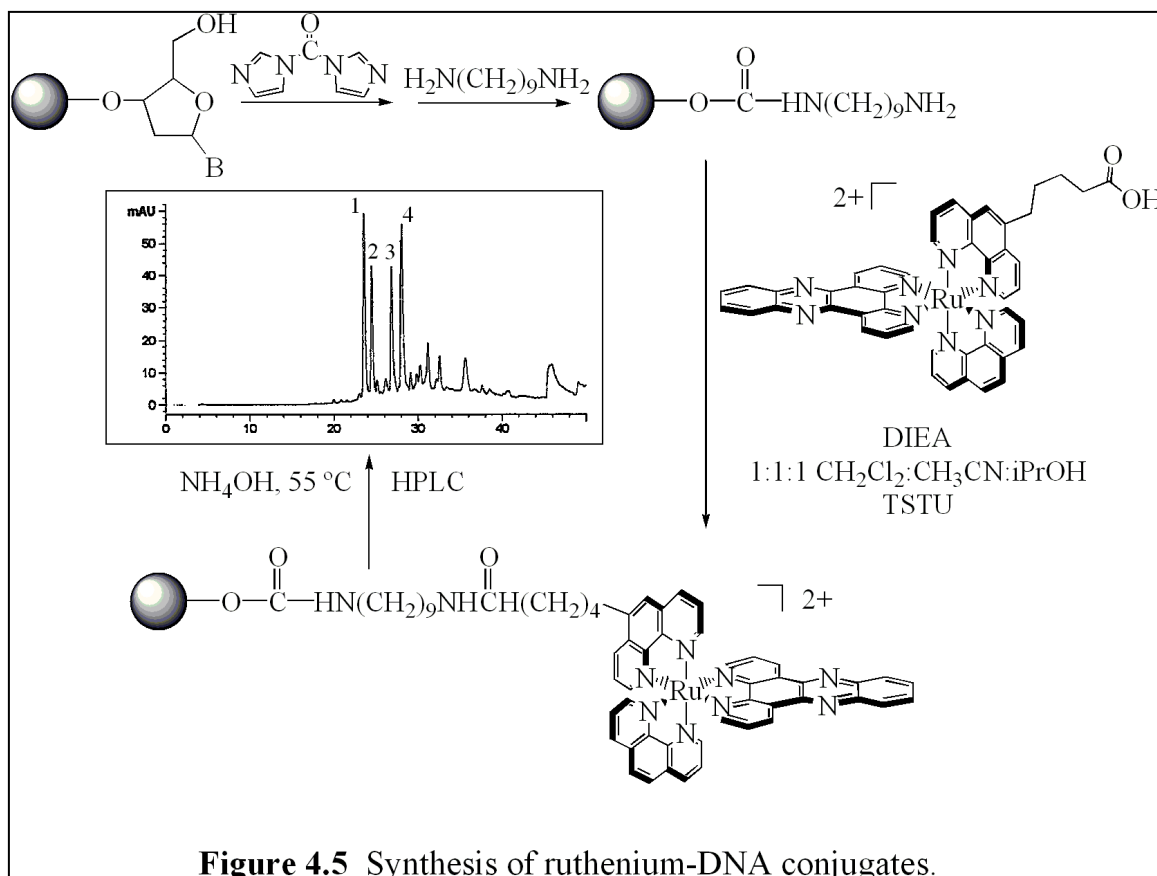 OH
O
C
N N N N
O O
B
H₂N(CH₂)₉NH₂
O
O C HN(CH₂)₉NH₂
O
OH
2+
N N
N N
N N
Ru
N N
DIEA
1:1:1 CH₂Cl₂:CH₃CN:iPrOH
TSTU
mAU
50
40
30
20
10
0
1 2 3 4
0 20 40
NH₄OH, 55 °C HPLC
O O
O C HN(CH₂)₉NHCH(CH₂)₄
2+
N N
N N
N N
Ru
N N
Figure 4.5 Synthesis of ruthenium-DNA conjugates.